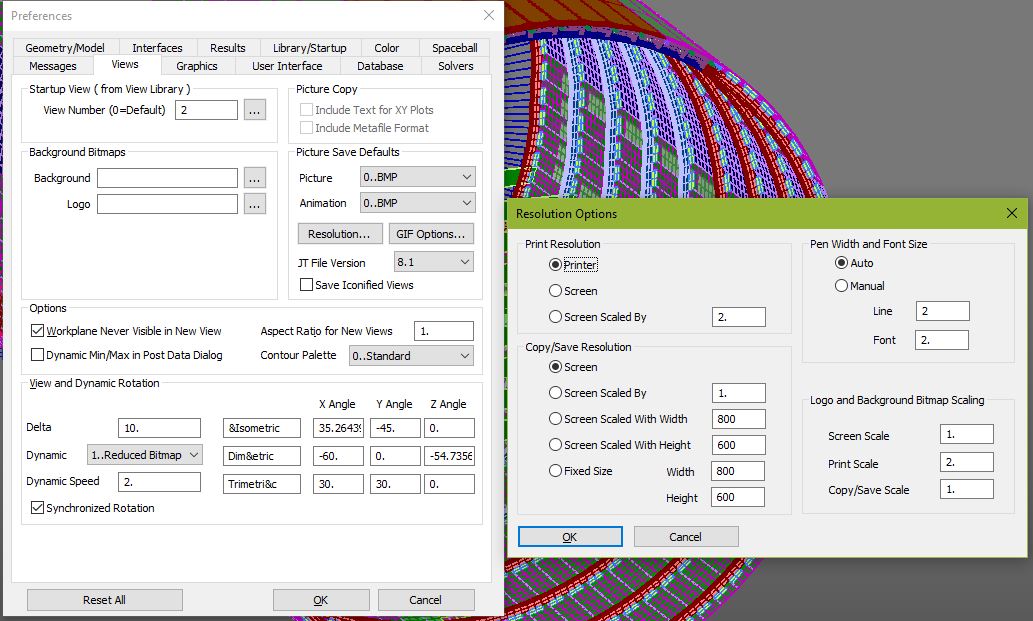 Preferences
Geometry/Model Interfaces Results Library/Startup Color Spaceball
Messages Views Graphics User Interface Database Solvers
Startup View ( from View Library )
View Number (0=Default) 2 ...
Background Bitmaps
Background ...
Logo ...
Picture Copy
Include Text for XY Plots
Include Metafile Format
Picture Save Defaults
Picture 0..BMP
Animation 0..BMP
Resolution... GIF Options...
JT File Version 8.1
Save Iconified Views
Options
Workplane Never Visible in New View Aspect Ratio for New Views 1.
Dynamic Min/Max in Post Data Dialog Contour Palette 0..Standard
View and Dynamic Rotation
X Angle Y Angle Z Angle
Delta 10. &Isometric 35.26439 -45. 0.
Dynamic 1..Reduced Bitmap Dim&etric -60. 0. -54.7356
Dynamic Speed 2. Trimetri&c 30. 30. 0.
Synchronized Rotation
Reset All OK Cancel
Resolution Options
Print Resolution
Printer
Screen
Screen Scaled By 2.
Copy/Save Resolution
Screen
Screen Scaled By 1.
Screen Scaled With Width 800
Screen Scaled With Height 600
Fixed Size Width 800
Height 600
Pen Width and Font Size
Auto
Manual
Line 2
Font 2.
Logo and Background Bitmap Scaling
Screen Scale 1.
Print Scale 2.
Copy/Save Scale 1.
OK Cancel